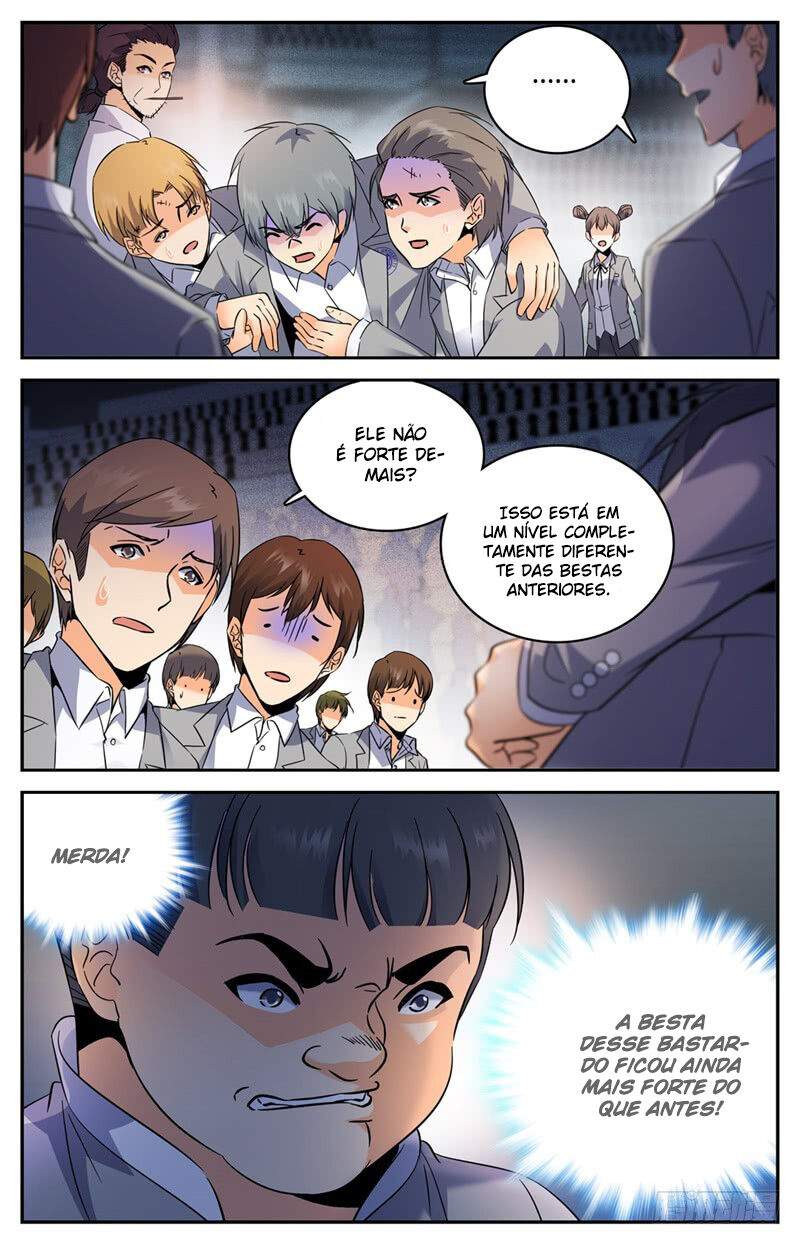 ......
ELE NÃO
É FORTE DE-
MAIS?
ISSO ESTÁ EM
UM NÍVEL COMPLE-
TAMENTE DIFEREN-
TE DAS BESTAS
ANTERIORES.
MERDA!
A BESTA
DESSE BASTAR-
DO FICOU AINDA
MAIS FORTE DO
QUE ANTES!